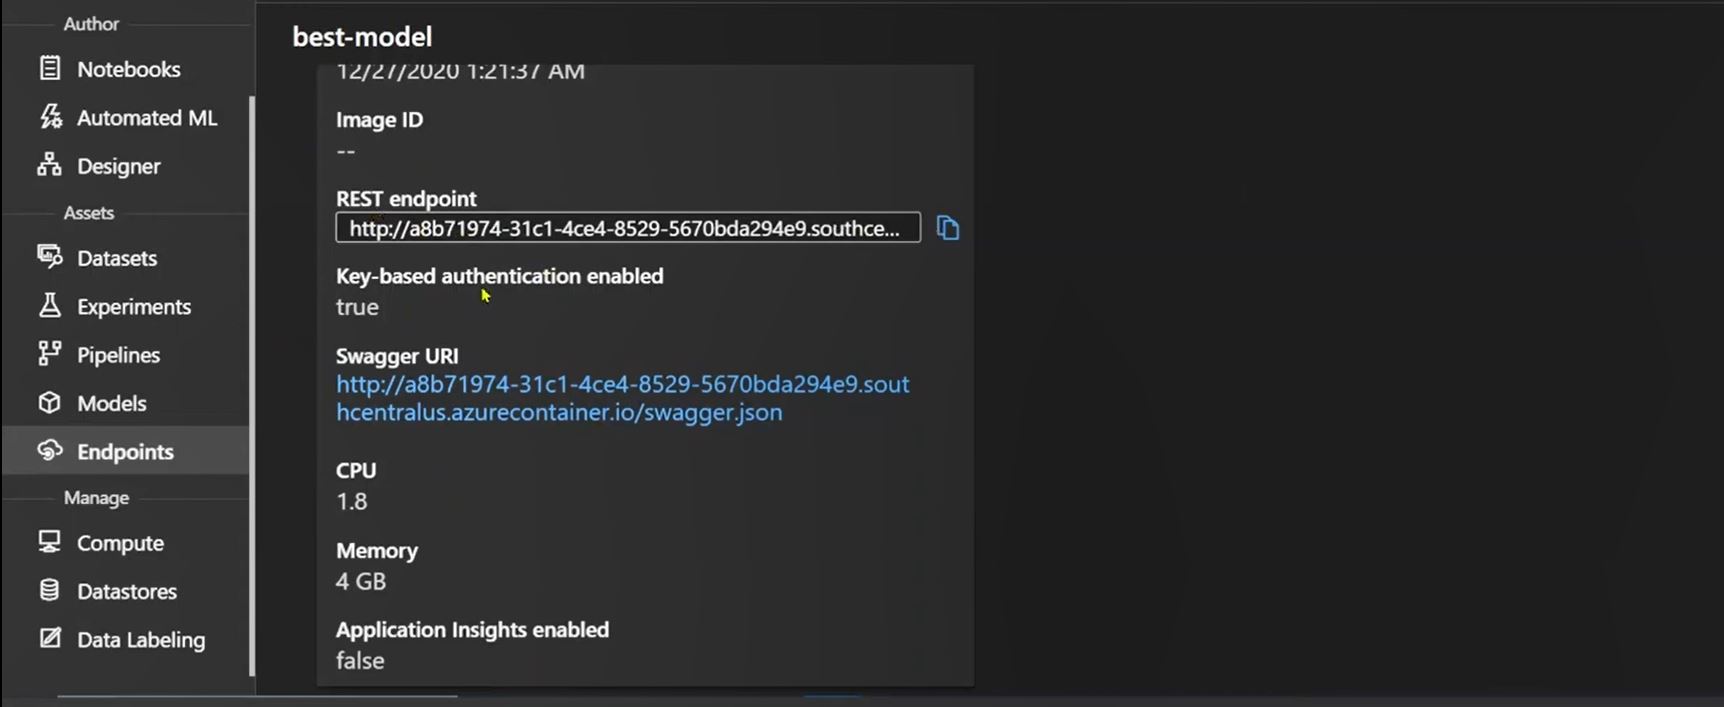 Author
Notebooks
Automated ML
Designer
Assets
Datasets
Experiments
Pipelines
Models
Endpoints
Manage
Compute
Datastores
Data Labeling
best-model
12/27/2020 1:21:37 AM
Image ID
--
REST endpoint
http://a8b71974-31c1-4ce4-8529-5670bda294e9.southce...
Key-based authentication enabled
true
Swagger URI
http://a8b71974-31c1-4ce4-8529-5670bda294e9.sout
hcentralus.azurecontainer.io/swagger.json
CPU
1.8
Memory
4 GB
Application Insights enabled
false